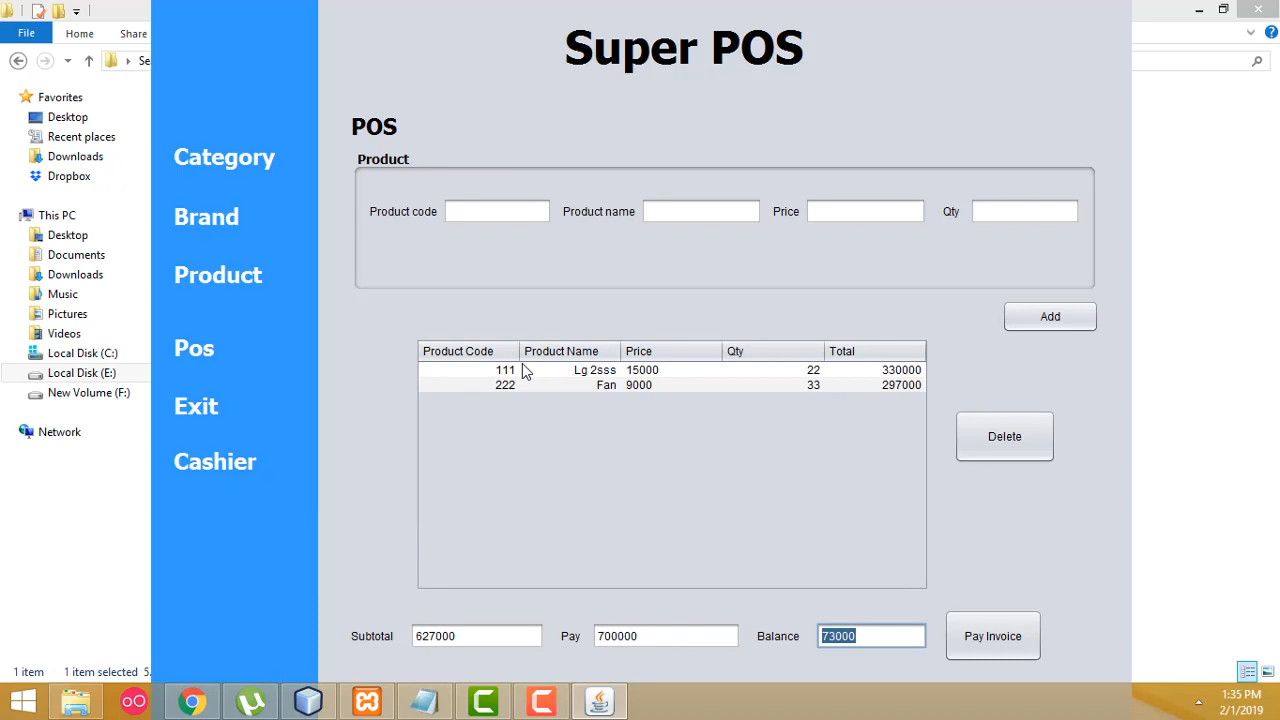 File Home Share
Se
Favorites
Desktop
Recent places
Downloads
Dropbox
This PC
Desktop
Documents
Downloads
Music
Pictures
Videos
Local Disk (C:)
Local Disk (E:)
New Volume (F:)
Network
1 item 1 item selected 5.
Category
Brand
Product
Pos
Exit
Cashier
Super POS
POS
Product
Product code Product name Price Qty
Add
Product Code Product Name Price Qty Total
111 Lg 2sss 15000 22 330000
222 Fan 9000 33 297000
Delete
Subtotal 627000 Pay 700000 Balance 73000 Pay Invoice
1:35 PM
2/1/2019